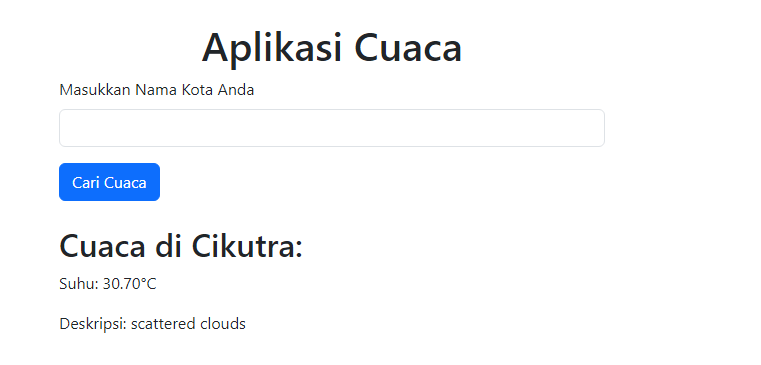 Aplikasi Cuaca
Masukkan Nama Kota Anda
Cari Cuaca
Cuaca di Cikutra:
Suhu: 30.70°C
Deskripsi: scattered clouds